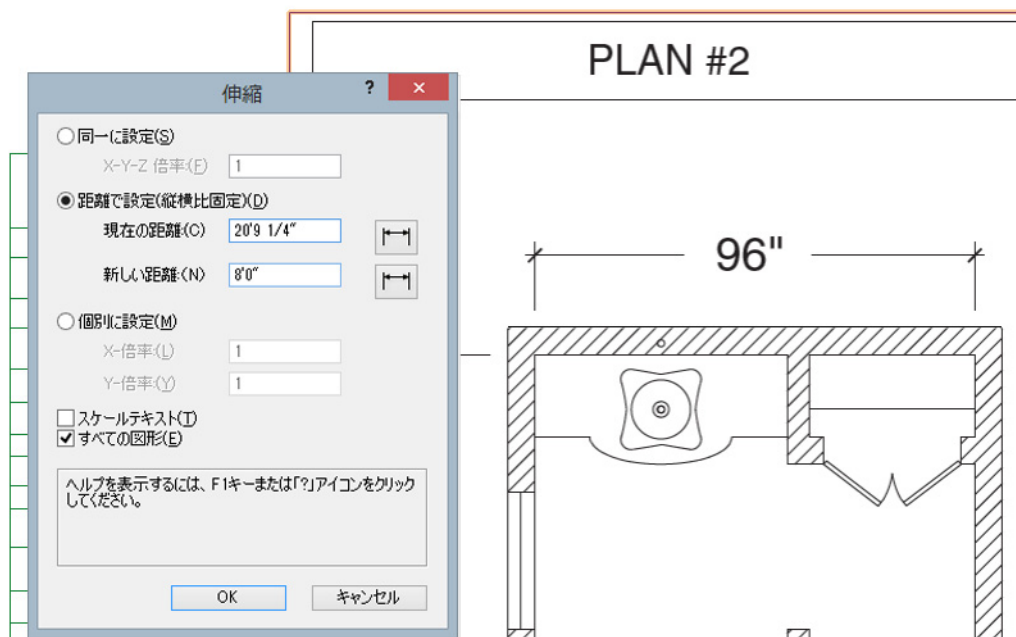 PLAN #2
伸縮
?
×
同一に設定(S)
X-Y-Z 倍率:(F) 1
距離で設定(縦横比固定)(D)
現在の距離:(C) 20'9 1/4"
新しい距離:(N) 8'0"
個別に設定(M)
X-倍率:(L) 1
Y-倍率:(Y) 1
スケールテキスト(T)
すべての図形(E)
ヘルプを表示するには、F1キーまたは「?」アイコンをクリック
してください。
OK キャンセル
96"